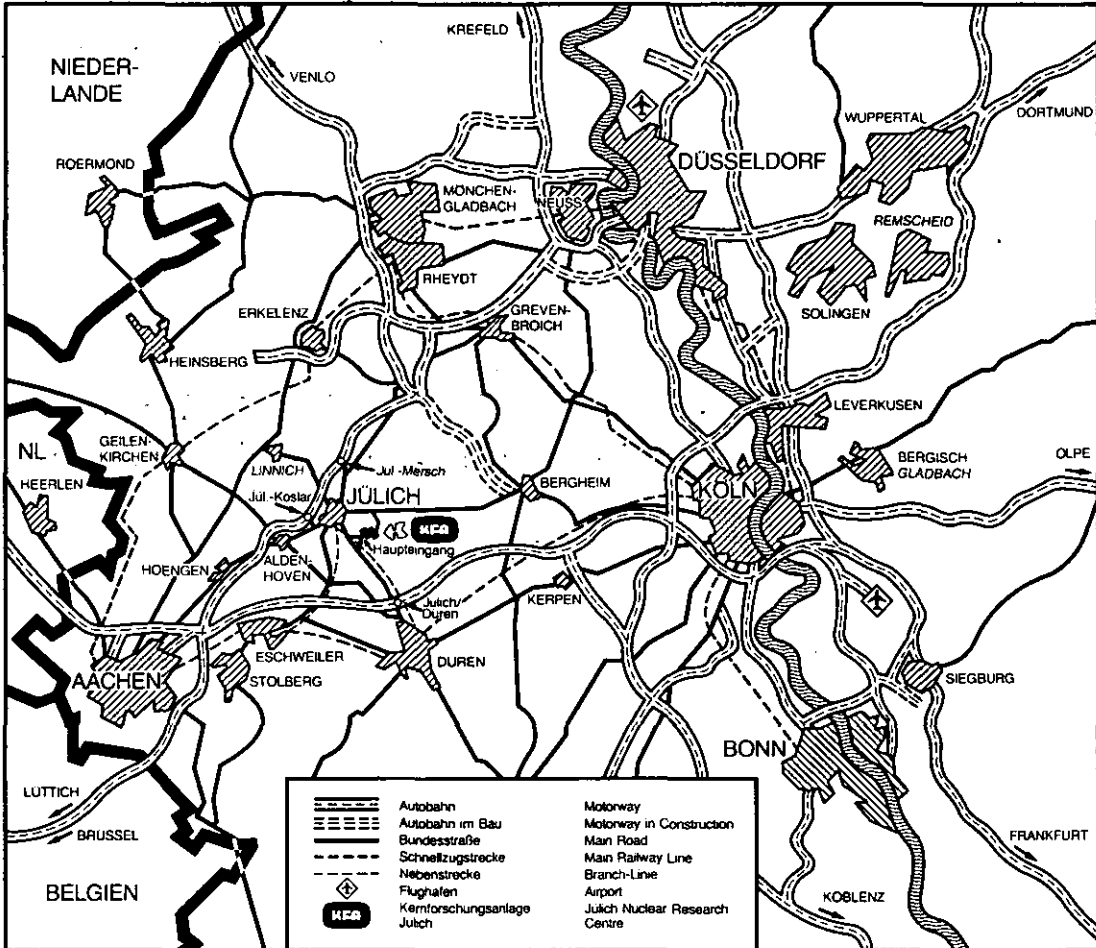 KREFELD
NIEDER-
LANDE
VENLO
DORTMUND
WUPPERTAL
ROERMOND
DÜSSELDORF
MÖNCHEN-
GLADBACH
NEUSS
REMSCHEID
RHEYDT
ERKELENZ
GREVEN-
BROICH
SOLINGEN
HEINSBERG
LEVERKUSEN
NL
GEILEN-
KIRCHEN
LINNICH
Jül.-Mersch
BERGISCH
GLADBACH
OLPE
HEERLEN
JÜLICH
BERGHEIM
KÖLN
Jül.-Koslar
KFA
Haupteingang
HOENGEN
ALDEN-
HOVEN
KERPEN
Jülich/
Düren
ESCHWEILER
DÜREN
AACHEN
STOLBERG
SIEGBURG
BONN
LÜTTICH
BRÜSSEL
FRANKFURT
BELGIEN
KOBLENZ
Autobahn Motorway
Autobahn im Bau Motorway in Construction
Bundesstraße Main Road
Schnellzugstrecke Main Railway Line
Nebenstrecke Branch-Line
Flughafen Airport
KFA Kernforschungsanlage Jülich Nuclear Research
Jülich Centre